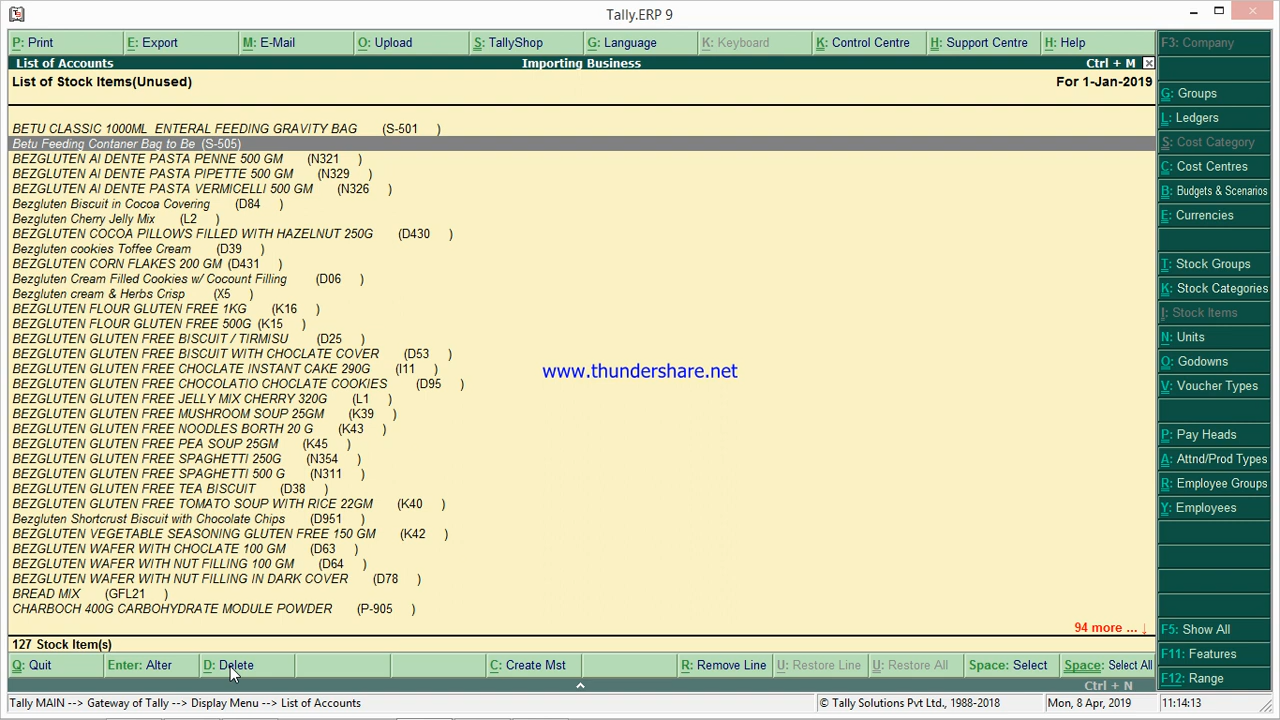 Tally.ERP 9
P: Print E: Export M: E-Mail O: Upload S: TallyShop G: Language K: Keyboard K: Control Centre H: Support Centre H: Help F3: Company
List of Accounts Importing Business Ctrl + M
List of Stock Items(Unused) For 1-Jan-2019
BETU CLASSIC 1000ML ENTERAL FEEDING GRAVITY BAG (S-501 )
Betu Feeding Contaner Bag to Be (S-505)
BEZGLUTEN Al DENTE PASTA PENNE 500 GM (N321 )
BEZGLUTEN Al DENTE PASTA PIPETTE 500 GM (N329 )
BEZGLUTEN Al DENTE PASTA VERMICELLI 500 GM (N326 )
Bezgluten Biscuit in Cocoa Covering (D84 )
Bezgluten Cherry Jelly Mix (L2 )
BEZGLUTEN COCOA PILLOWS FILLED WITH HAZELNUT 250G (D430 )
Bezgluten cookies Toffee Cream (D39 )
BEZGLUTEN CORN FLAKES 200 GM (D431 )
Bezgluten Cream Filled Cookies w/ Cocount Filling (D06 )
Bezgluten cream & Herbs Crisp (X5 )
BEZGLUTEN FLOUR GLUTEN FREE 1KG (K16 )
BEZGLUTEN FLOUR GLUTEN FREE 500G (K15 )
BEZGLUTEN GLUTEN FREE BISCUIT / TIRMISU (D25 )
BEZGLUTEN GLUTEN FREE BISCUIT WITH CHOCLATE COVER (D53 )
BEZGLUTEN GLUTEN FREE CHOCLATE INSTANT CAKE 290G (I11 )
BEZGLUTEN GLUTEN FREE CHOCOLATIO CHOCLATE COOKIES (D95 )
BEZGLUTEN GLUTEN FREE JELLY MIX CHERRY 320G (L1 )
BEZGLUTEN GLUTEN FREE MUSHROOM SOUP 25GM (K39 )
BEZGLUTEN GLUTEN FREE NOODLES BORTH 20 G (K43 )
BEZGLUTEN GLUTEN FREE PEA SOUP 25GM (K45 )
BEZGLUTEN GLUTEN FREE SPAGHETTI 250G (N354 )
BEZGLUTEN GLUTEN FREE SPAGHETTI 500 G (N311 )
BEZGLUTEN GLUTEN FREE TEA BISCUIT (D38 )
BEZGLUTEN GLUTEN FREE TOMATO SOUP WITH RICE 22GM (K40 )
Bezgluten Shortcrust Biscuit with Chocolate Chips (D951 )
BEZGLUTEN VEGETABLE SEASONING GLUTEN FREE 150 GM (K42 )
BEZGLUTEN WAFER WITH CHOCLATE 100 GM (D63 )
BEZGLUTEN WAFER WITH NUT FILLING 100 GM (D64 )
BEZGLUTEN WAFER WITH NUT FILLING IN DARK COVER (D78 )
BREAD MIX (GFL21 )
CHARBOCH 400G CARBOHYDRATE MODULE POWDER (P-905 )
www.thundershare.net
94 more ... ↓
127 Stock Item(s)
G: Groups
L: Ledgers
S: Cost Category
C: Cost Centres
B: Budgets & Scenarios
E: Currencies
T: Stock Groups
K: Stock Categories
I: Stock Items
N: Units
O: Godowns
V: Voucher Types
P: Pay Heads
A: Attnd/Prod Types
R: Employee Groups
Y: Employees
F5: Show All
F11: Features
F12: Range
Q: Quit Enter: Alter D: Delete C: Create Mst R: Remove Line U: Restore Line U: Restore All Space: Select Space: Select All
Ctrl + N
Tally MAIN --> Gateway of Tally --> Display Menu --> List of Accounts © Tally Solutions Pvt Ltd., 1988-2018 Mon, 8 Apr, 2019 11:14:13